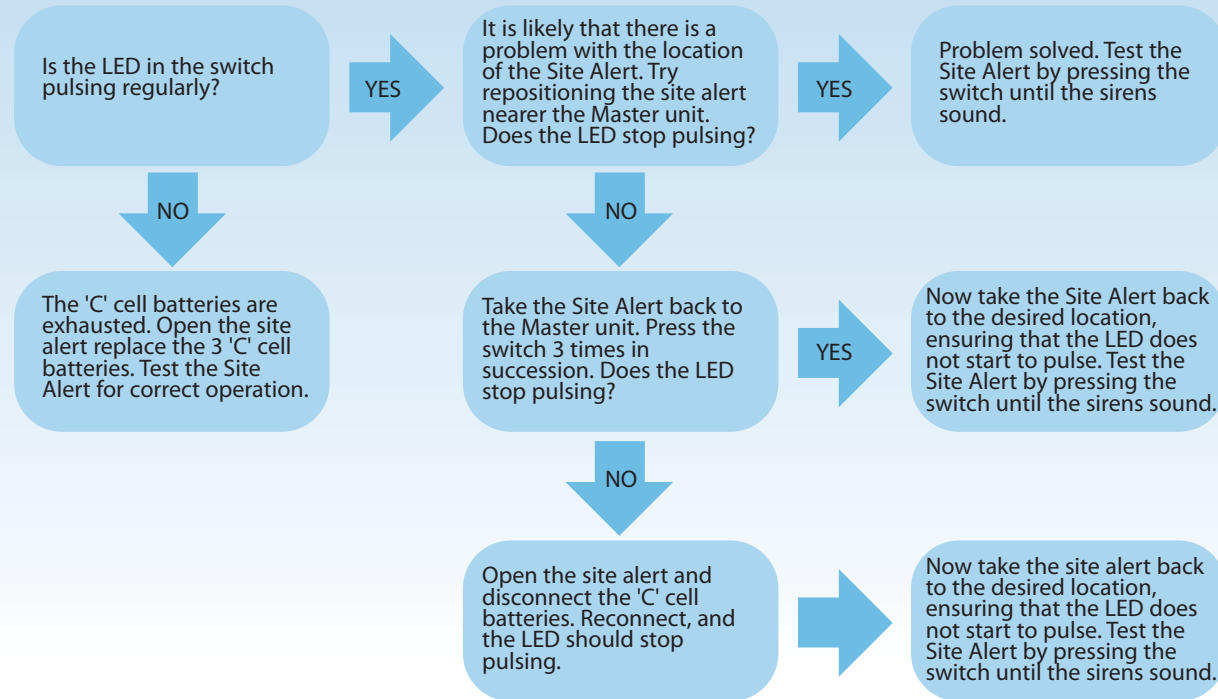 Is the LED in the switch
pulsing regularly?
YES
It is likely that there is a
problem with the location
of the Site Alert. Try
repositioning the site alert
nearer the Master unit.
Does the LED stop pulsing?
YES
Problem solved. Test the
Site Alert by pressing the
switch until the sirens
sound.
NO
NO
The 'C' cell batteries are
exhausted. Open the site
alert replace the 3 'C' cell
batteries. Test the Site
Alert for correct operation.
Take the Site Alert back to
the Master unit. Press the
switch 3 times in
succession. Does the LED
stop pulsing?
YES
Now take the Site Alert back
to the desired location,
ensuring that the LED does
not start to pulse. Test the
Site Alert by pressing the
switch until the sirens sound.
NO
Open the site alert and
disconnect the 'C' cell
batteries. Reconnect, and
the LED should stop
pulsing.
Now take the site alert back
to the desired location,
ensuring that the LED does
not start to pulse. Test the
Site Alert by pressing the
switch until the sirens sound.